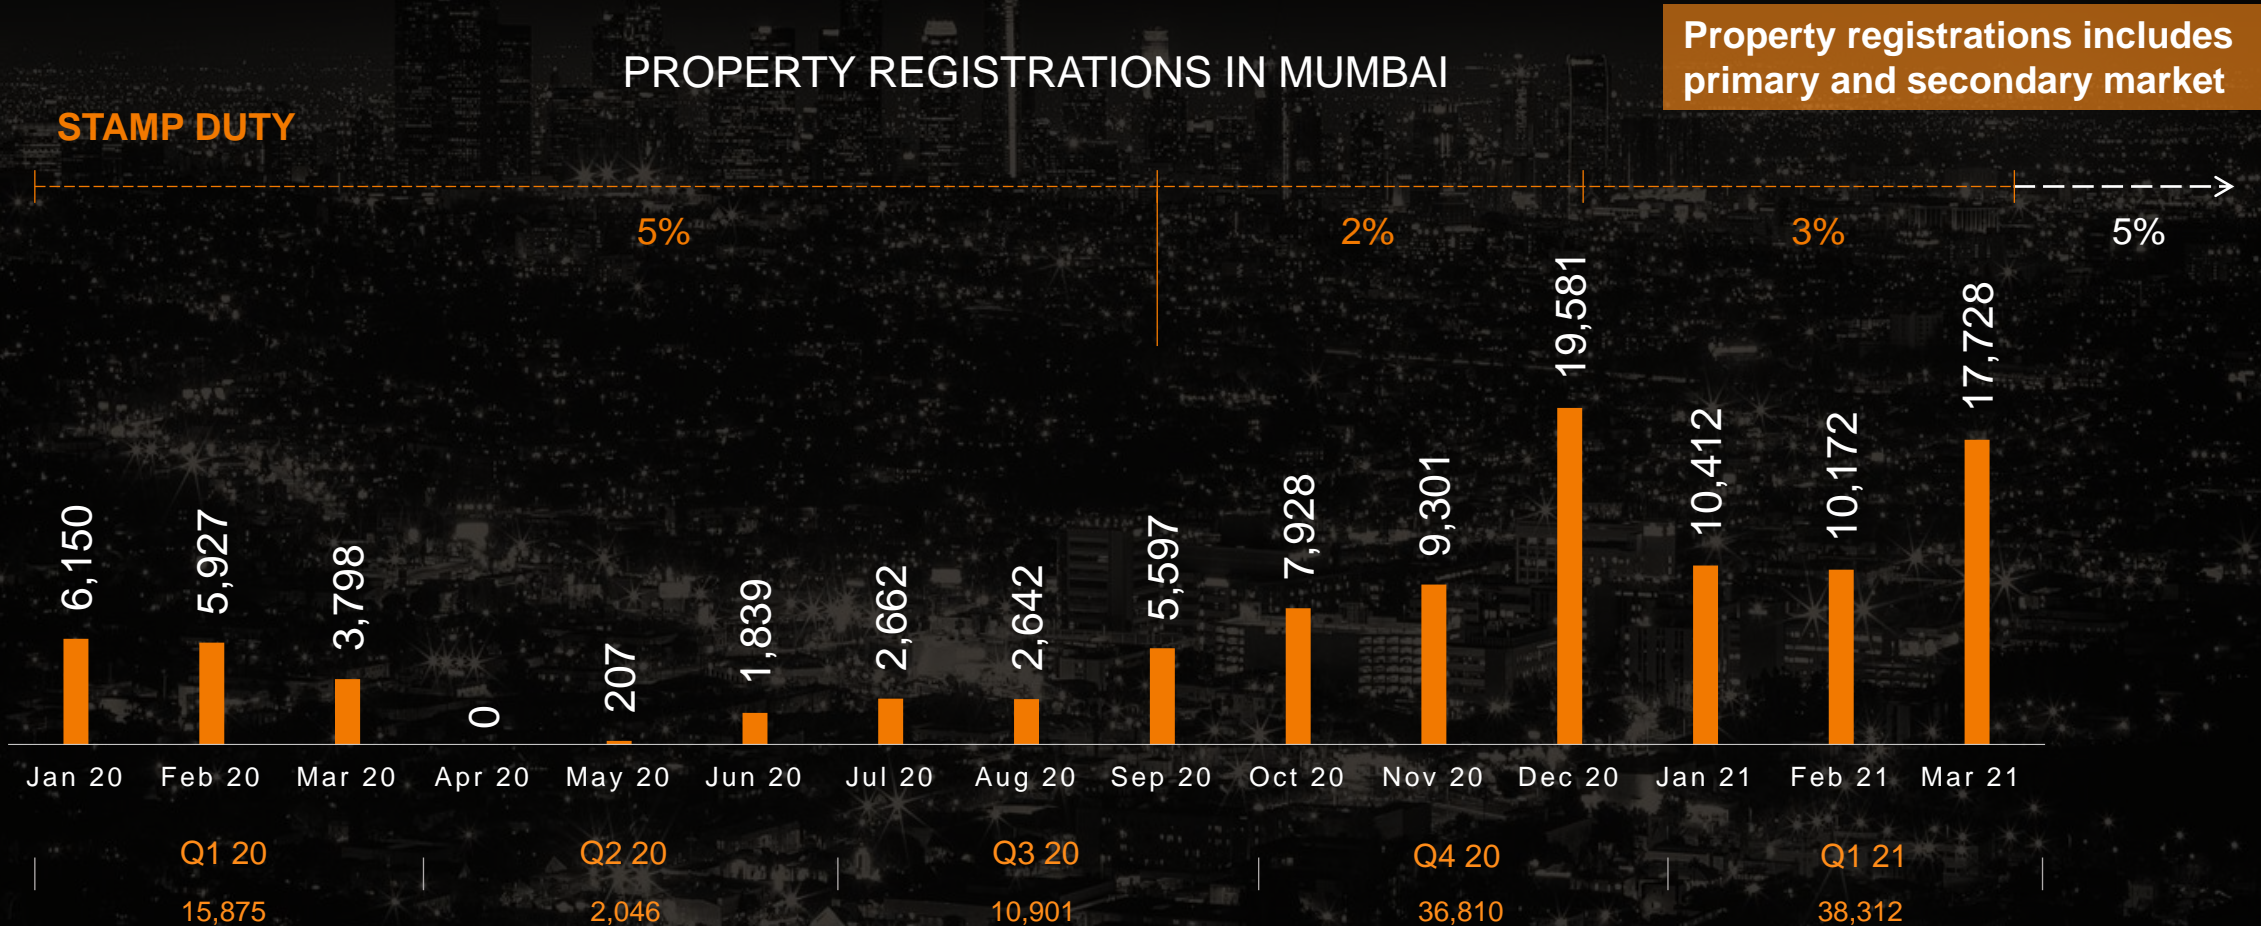 Property registrations includes
primary and secondary market
PROPERTY REGISTRATIONS IN MUMBAI
STAMP DUTY
5%
2%
3%
5%
6,150
5,927
3,798
0
207
1,839
2,662
2,642
5,597
7,928
9,301
19,581
10,412
10,172
17,728
Jan 20
Feb 20
Mar 20
Apr 20
May 20
Jun 20
Jul 20
Aug 20
Sep 20
Oct 20
Nov 20
Dec 20
Jan 21
Feb 21
Mar 21
Q1 20
Q2 20
Q3 20
Q4 20
Q1 21
15,875
2,046
10,901
36,810
38,312